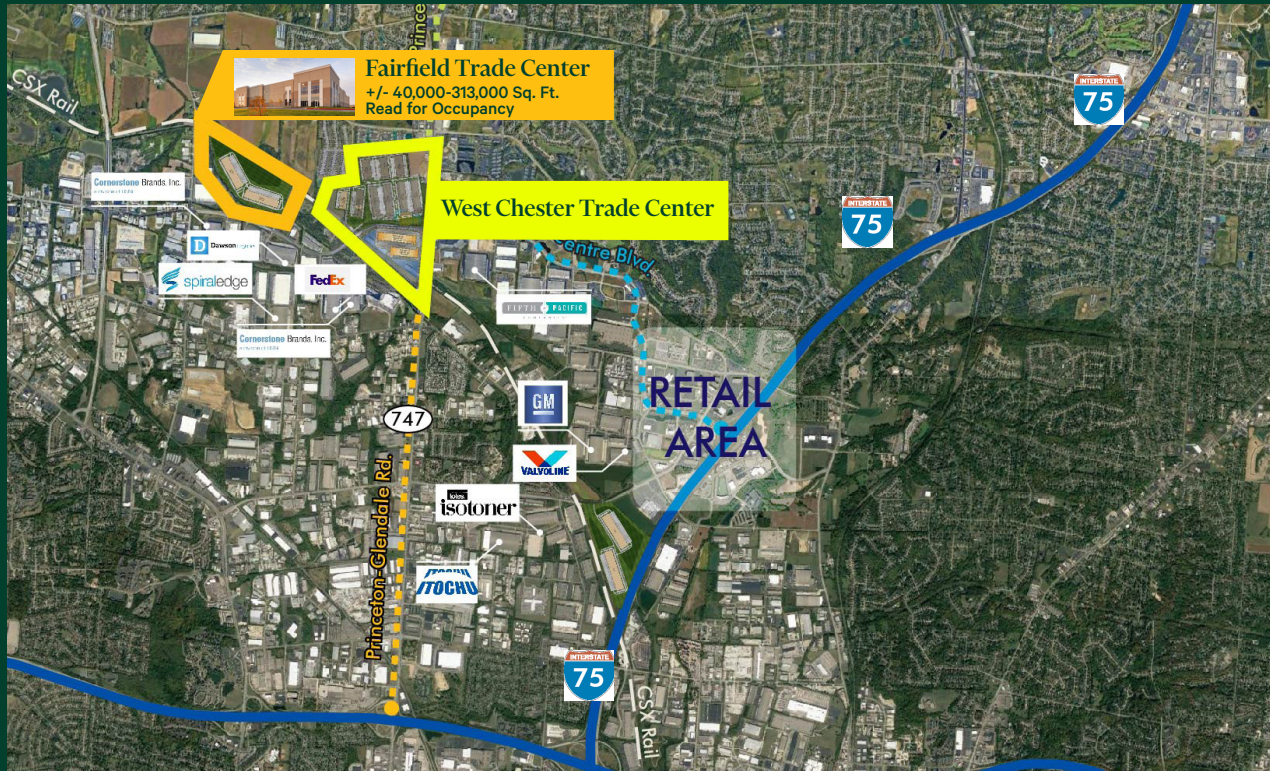 Prince
CSX Rail
Fairfield Trade Center
+/- 40,000-313,000 Sq. Ft.
Read for Occupancy
INTERSTATE
75
Cornerstone Brands, Inc.
West Chester Trade Center
INTERSTATE
75
Dawson
Centre Blvd
spiraledge
FedEx
FIFTH PACIFIC
Cornerstone Brands, Inc.
RETAIL
AREA
GM
747
VALVOLINE
Princeton-Glendale Rd.
totes
isotoner
ITOCHU
ITOCHU
INTERSTATE
75
CSX Rail